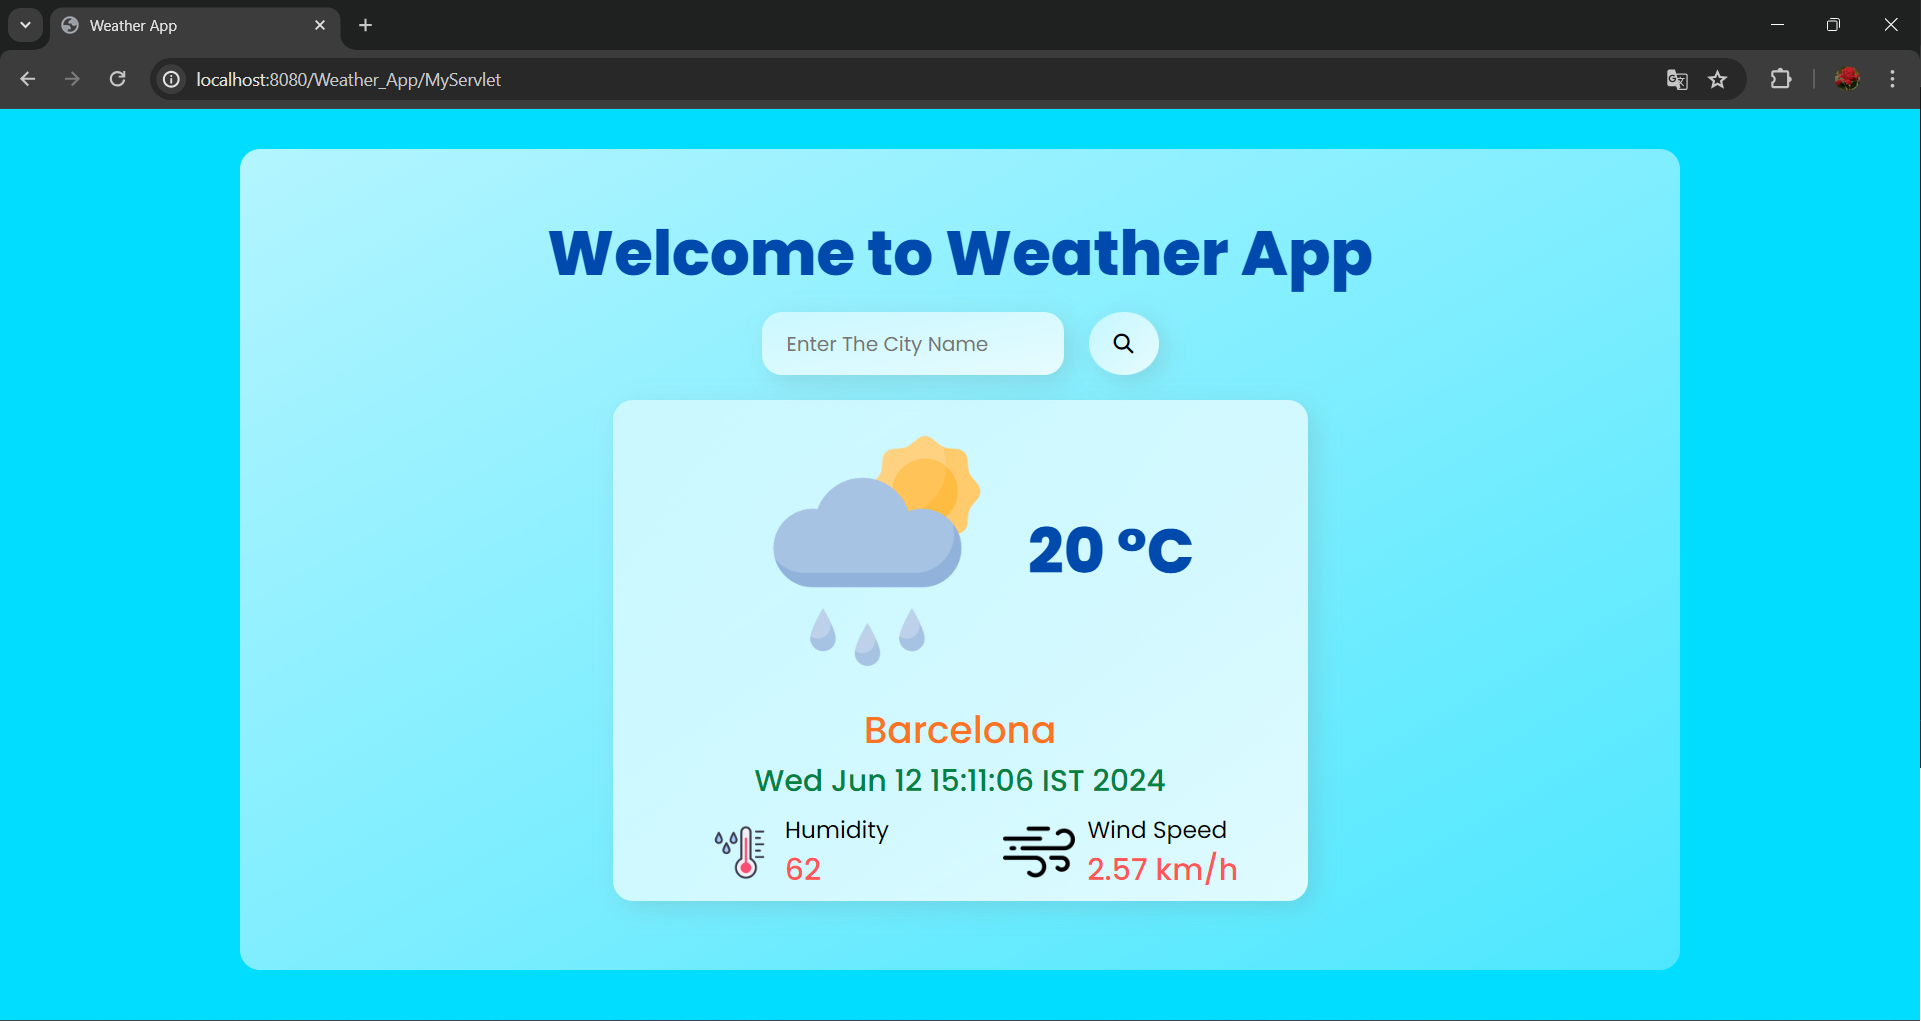 Weather App
localhost:8080/Weather_App/MyServlet
Welcome to Weather App
Enter The City Name
20 °C
Barcelona
Wed Jun 12 15:11:06 IST 2024
Humidity
62
Wind Speed
2.57 km/h